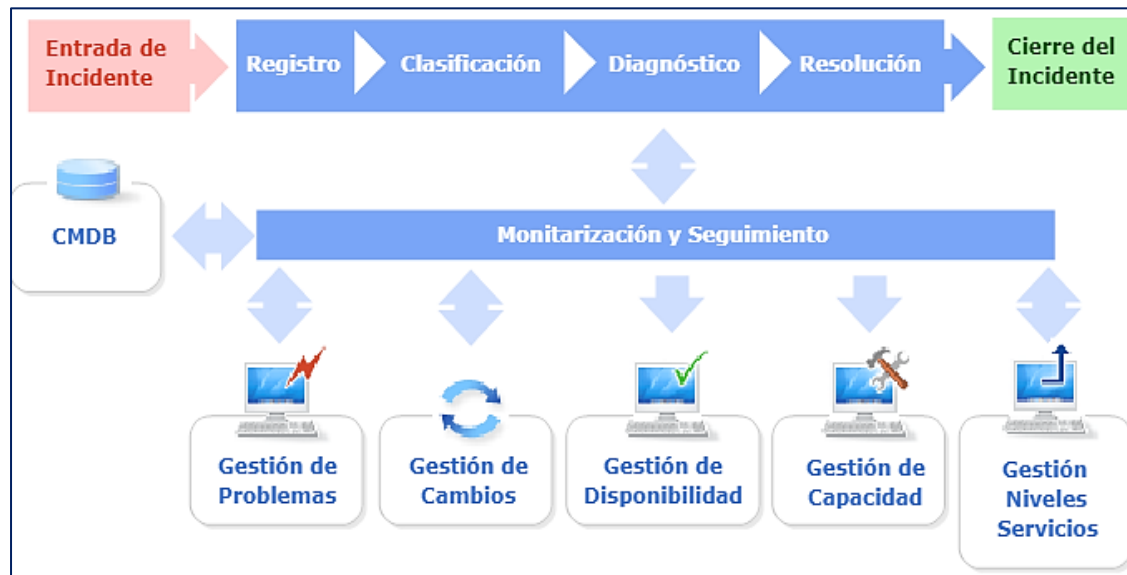 Entrada de
Incidente
Registro
Clasificación
Diagnóstico
Resolución
Cierre del
Incidente
CMDB
Monitarización y Seguimiento
Gestión de
Problemas
Gestión de
Cambios
Gestión de
Disponibilidad
Gestión de
Capacidad
Gestión
Niveles
Servicios